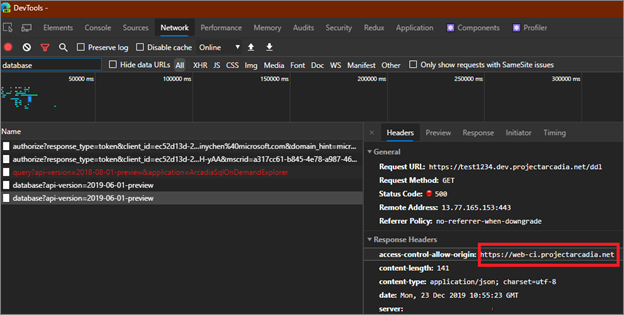 DevTools -
Elements Console Sources Network Performance Memory Application Security Audits Redux Components Profiler
Preserve log Disable cache Online
database Hide data URLs All XHR JS CSS Img Media Font Doc WS Manifest Other Only show requests with SameSite issues
50000 ms 100000 ms 150000 ms 200000 ms 250000 ms 300000 ms
Name
authorize?response_type=token&client_id=ec52d13d-2...inychen%40microsoft.com&domain_hint=micr...
authorize?response_type=token&client_id=ec52d13d-2...H-yAA&mscrid=a317cc61-b845-4e78-a987-46...
query?api-version=2018-08-01-preview&application=ArcadiaSqlOnDemandExplorer
database?api-version=2019-06-01-preview
database?api-version=2019-06-01-preview
Headers Preview Response Initiator Timing
General
Request URL: https://test1234.dev.projectarcadia.net/ddl
Request Method: GET
Status Code: 500
Remote Address: 13.77.165.153:443
Referrer Policy: no-referrer-when-downgrade
Response Headers
access-control-allow-origin: https://web-ci.projectarcadia.net
content-length: 141
content-type: application/json; charset=utf-8
date: Mon, 23 Dec 2019 10:55:23 GMT
server: